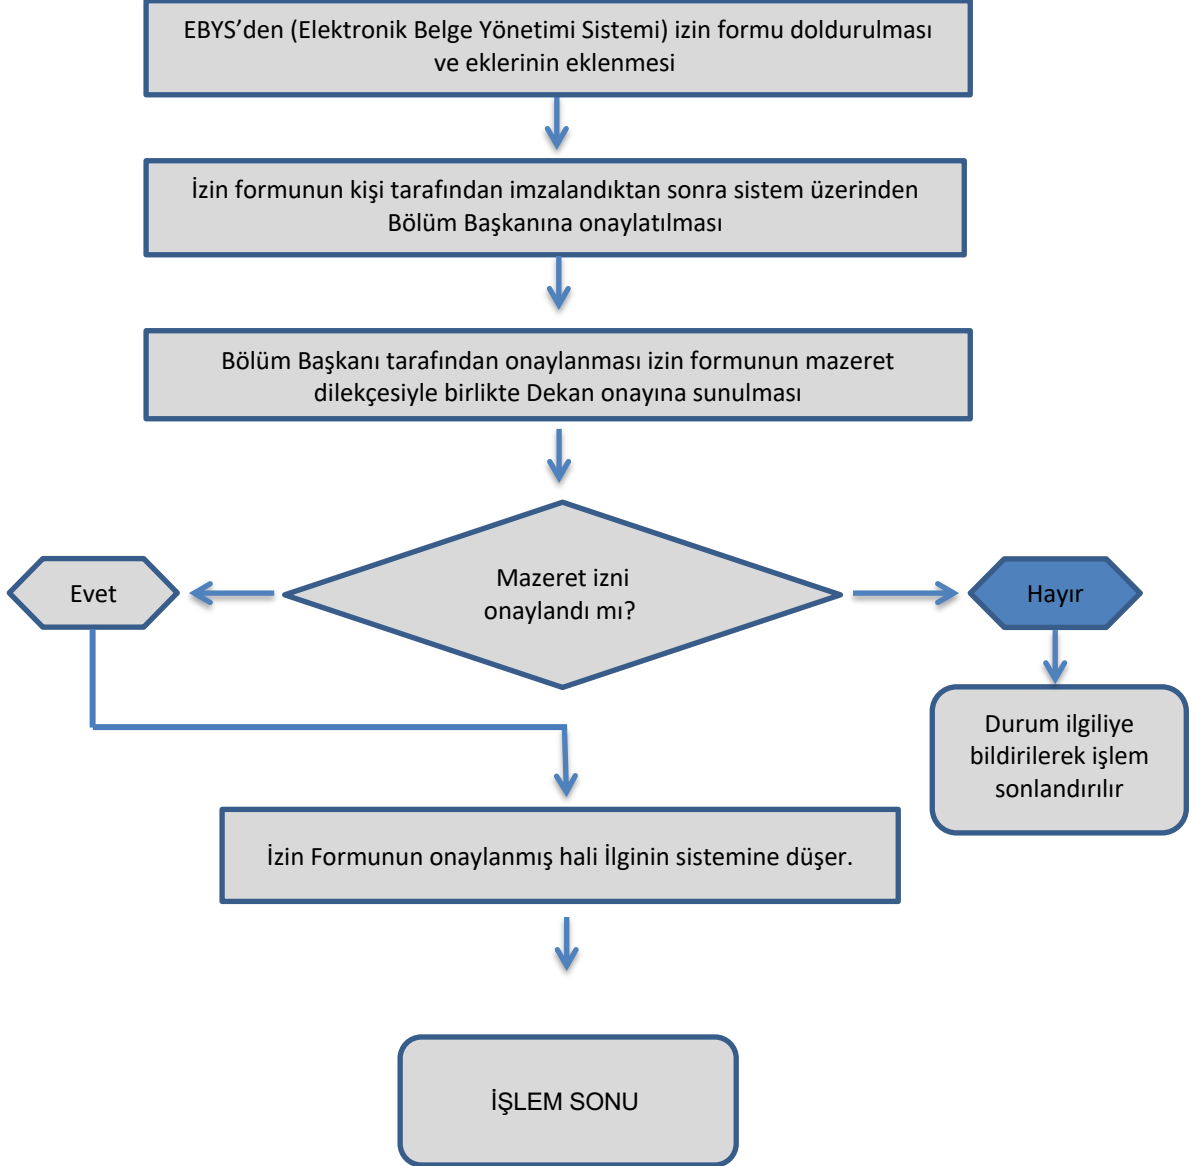 EBYS’den (Elektronik Belge Yönetimi Sistemi) izin formu doldurulması
ve eklerinin eklenmesi
İzin formunun kişi tarafından imzalandıktan sonra sistem üzerinden
Bölüm Başkanına onaylatılması
Bölüm Başkanı tarafından onaylanması izin formunun mazeret
dilekçesiyle birlikte Dekan onayına sunulması
Mazeret izni
onaylandı mı?
Evet
Hayır
Durum ilgiliye
bildirilerek işlem
sonlandırılır
İzin Formunun onaylanmış hali İlginin sistemine düşer.
İŞLEM SONU